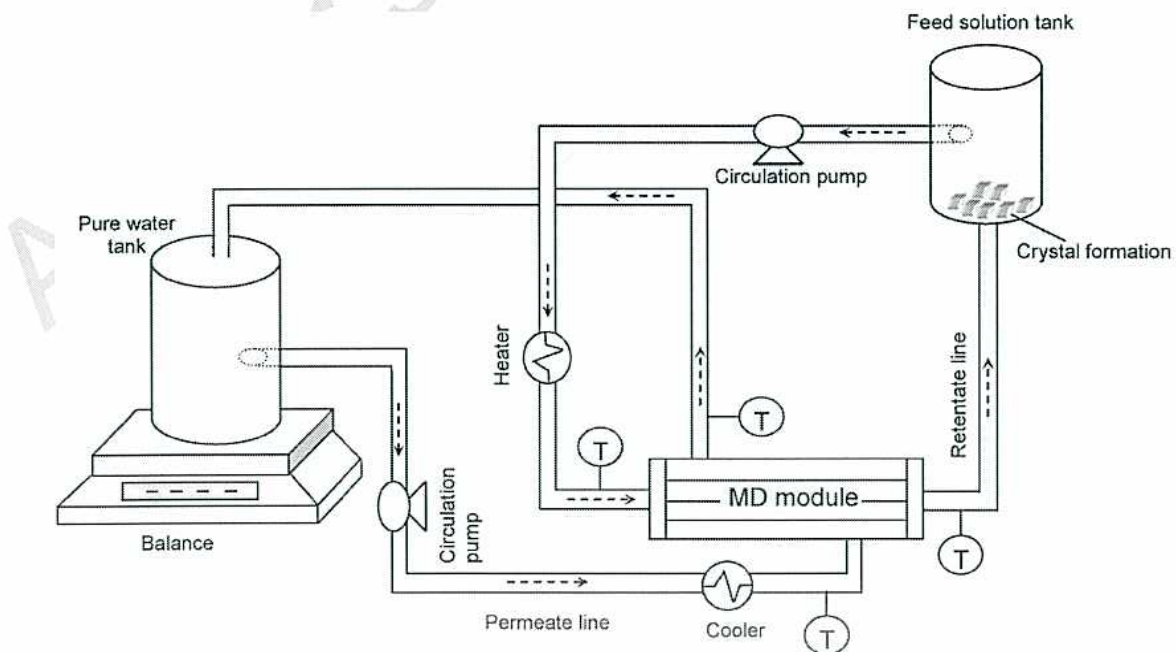 Feed solution tank
Circulation pump
Pure water
tank
Crystal formation
Heater
Retentate line
T
T
MD module
Circulation
pump
Balance
T
Permeate line
Cooler
T